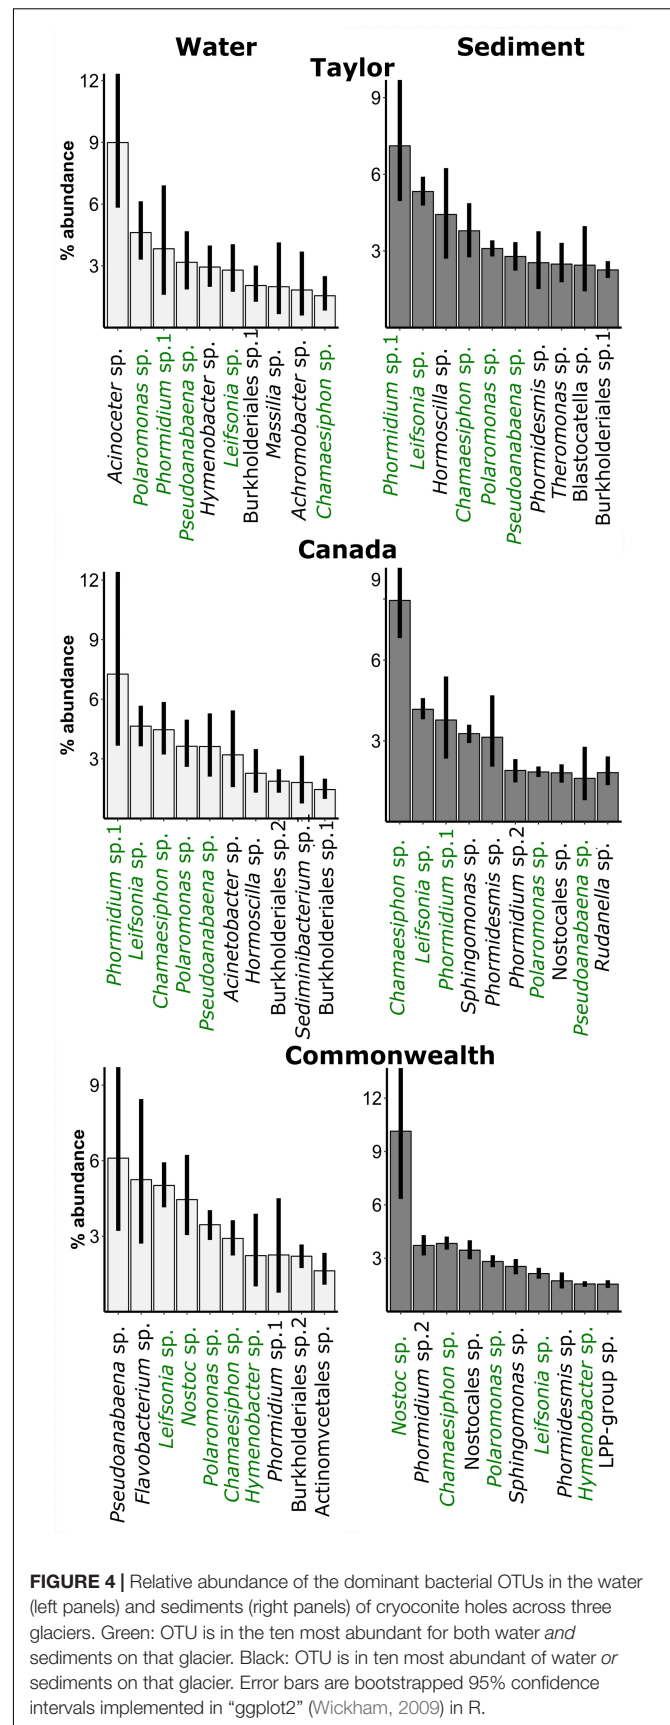 Water
Sediment
Taylor
12
9
6
3
% abundance
Acinoceter sp.
Polaromonas sp.
Phormidium sp.1
Pseudoanabaena sp.
Hymenobacter sp.
Leifsonia sp.
Burkholderiales sp.1
Massilia sp.
Achromobacter sp.
Chamaesiphon sp.
9
6
3
Phormidium sp.1
Leifsonia sp.
Hormoscilla sp.
Chamaesiphon sp.
Polaromonas sp.
Pseudoanabaena sp.
Phormidesmis sp.
Theromonas sp.
Blastocatella sp.
Burkholderiales sp.1
Canada
12
9
6
3
% abundance
Phormidium sp.1
Leifsonia sp.
Chamaesiphon sp.
Polaromonas sp.
Pseudoanabaena sp.
Acinetobacter sp.
Hormoscilla sp.
Burkholderiales sp.2
Sediminibacterium sp.
Burkholderiales sp.1
9
6
3
Chamaesiphon sp.
Leifsonia sp.
Phormidium sp.1
Sphingomonas sp.
Phormidesmis sp.
Phormidium sp.2
Polaromonas sp.
Nostocales sp.
Pseudoanabaena sp.
Rudanella sp.
Commonwealth
9
6
3
% abundance
Pseudoanabaena sp.
Flavobacterium sp.
Leifsonia sp.
Nostoc sp.
Polaromonas sp.
Chamaesiphon sp.
Hymenobacter sp.
Phormidium sp.1
Burkholderiales sp.2
Actinomvcetales sp.
12
9
6
3
Nostoc sp.
Phormidium sp.2
Chamaesiphon sp.
Nostocales sp.
Polaromonas sp.
Sphingomonas sp.
Leifsonia sp.
Phormidesmis sp.
Hymenobacter sp.
LPP-group sp.
FIGURE 4 | Relative abundance of the dominant bacterial OTUs in the water
(left panels) and sediments (right panels) of cryoconite holes across three
glaciers. Green: OTU is in the ten most abundant for both water and
sediments on that glacier. Black: OTU is in ten most abundant of water or
sediments on that glacier. Error bars are bootstrapped 95% confidence
intervals implemented in “ggplot2” (Wickham, 2009) in R.